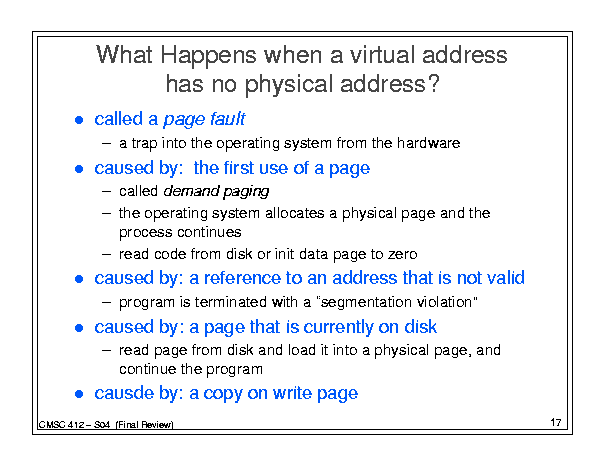 What Happens when a virtual address
has no physical address?
● called a page fault
– a trap into the operating system from the hardware
● caused by:  the first use of a page
– called demand paging
– the operating system allocates a physical page and the
process continues
– read code from disk or init data page to zero
● caused by: a reference to an address that is not valid
– program is terminated with a "segmentation violation"
● caused by: a page that is currently on disk
– read page from disk and load it into a physical page, and
continue the program
● causde by: a copy on write page
CMSC 412 – S04  (Final Review)
17